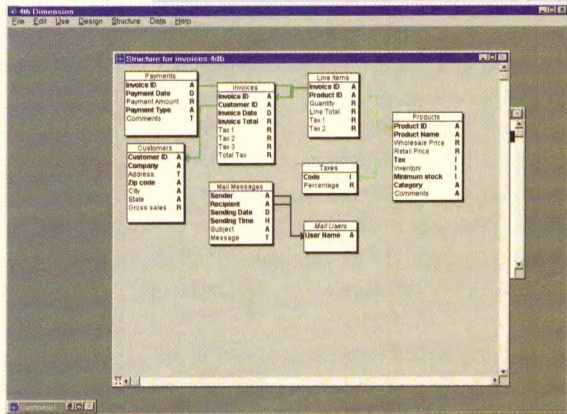 4th Dimension
File Edit Use Design Structure Data Help
Structure for invoices.4db
Payments
Invoice ID A
Payment Date D
Payment Amount R
Payment Type A
Comments T
Invoices
Invoice ID A
Customer ID A
Invoice Date D
Invoice Total R
Tax 1 R
Tax 2 R
Tax 3 R
Total Tax R
Line items
Invoice ID A
Product ID A
Quantity R
Line Total R
Tax 1 R
Tax 2 R
Products
Product ID A
Product Name A
Wholesale Price R
Retail Price R
Tax I
Inventory I
Minimum stock I
Category A
Comments A
Customers
Customer ID A
Company A
Address T
Zip code A
City A
State A
Gross sales R
Taxes
Code I
Percentage R
Mail Messages
Sender A
Recipient A
Sending Date D
Sending Time H
Subject A
Message T
Mail Users
User Name A